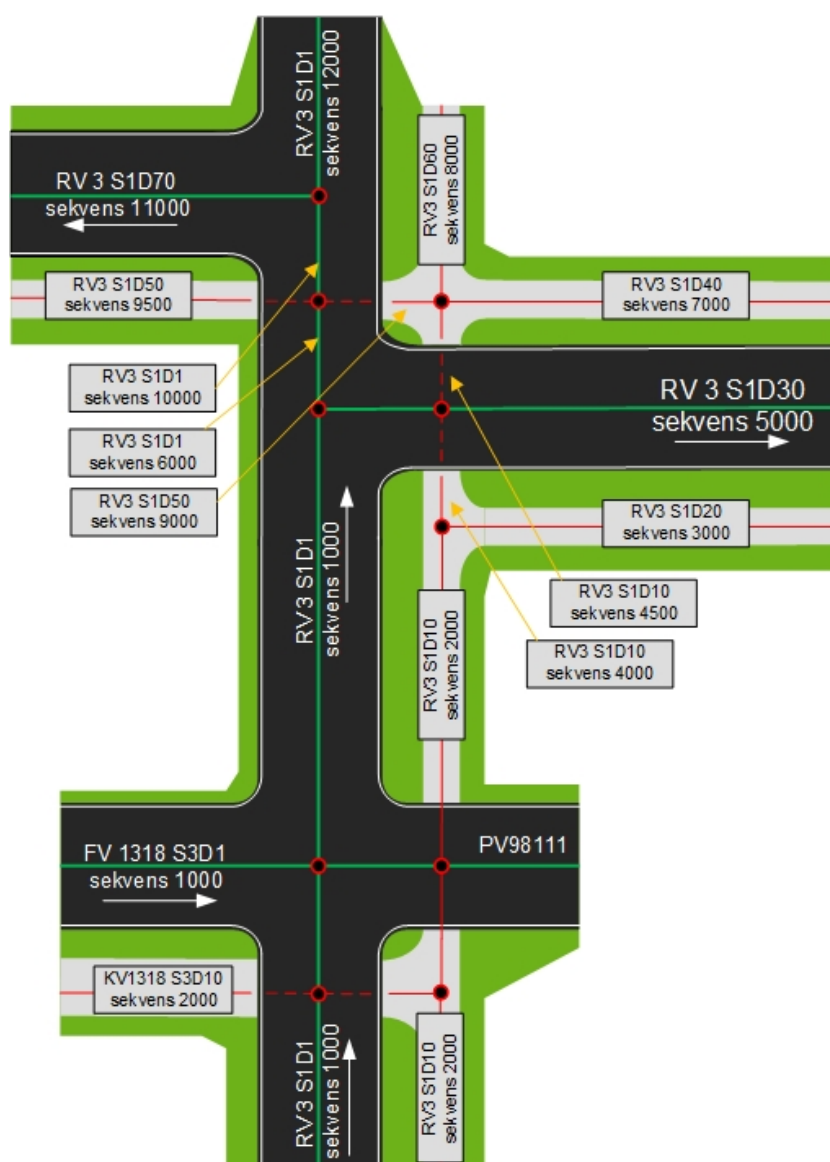 RV3 S1D1
sekvens 12000
RV3 S1D60
sekvens 8000
RV 3 S1D70
sekvens 11000
RV3 S1D50
sekvens 9500
RV3 S1D40
sekvens 7000
RV3 S1D1
sekvens 10000
RV3 S1D1
sekvens 6000
RV3 S1D50
sekvens 9000
RV 3 S1D30
sekvens 5000
RV3 S1D20
sekvens 3000
RV3 S1D1
sekvens 1000
RV3 S1D10
sekvens 4500
RV3 S1D10
sekvens 4000
RV3 S1D10
sekvens 2000
FV 1318 S3D1
sekvens 1000
PV98111
KV1318 S3D10
sekvens 2000
RV3 S1D1
sekvens 1000
RV3 S1D10
sekvens 2000